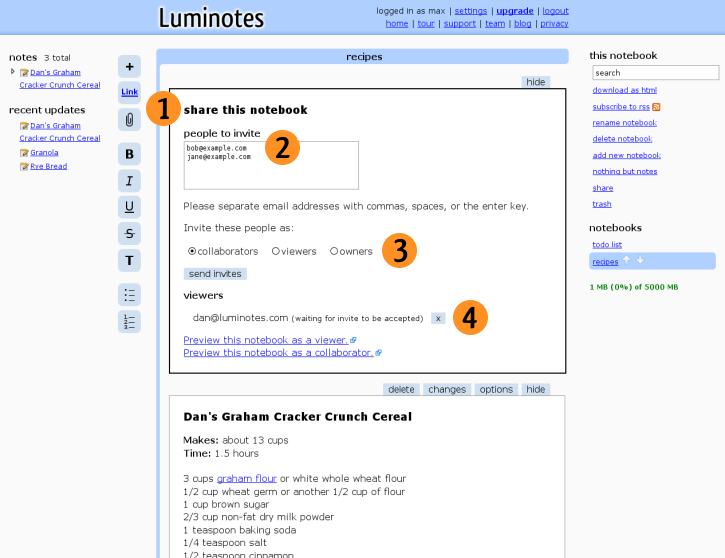 Luminotes
logged in as max | settings | upgrade | logout
home | tour | support | team | blog | privacy
notes 3 total
Dan's Graham
Cracker Crunch Cereal
recent updates
Dan's Graham
Cracker Crunch Cereal
Granola
Rye Bread
+
Link
B
I
U
S
T
1
2
3
recipes
hide
1
share this notebook
people to invite
2
bob@example.com
jane@example.com
Please separate email addresses with commas, spaces, or the enter key.
Invite these people as:
collaborators viewers owners
3
send invites
viewers
dan@luminotes.com (waiting for invite to be accepted) x
4
Preview this notebook as a viewer.
Preview this notebook as a collaborator.
delete changes options hide
Dan's Graham Cracker Crunch Cereal
Makes: about 13 cups
Time: 1.5 hours
3 cups graham flour or white whole wheat flour
1/2 cup wheat germ or another 1/2 cup of flour
1 cup brown sugar
2/3 cup non-fat dry milk powder
1 teaspoon baking soda
1/4 teaspoon salt
1/2 teaspoon cinnamon
this notebook
search
download as html
subscribe to rss
rename notebook
delete notebook
add new notebook
nothing but notes
share
trash
notebooks
todo list
recipes
1 MB (0%) of 5000 MB